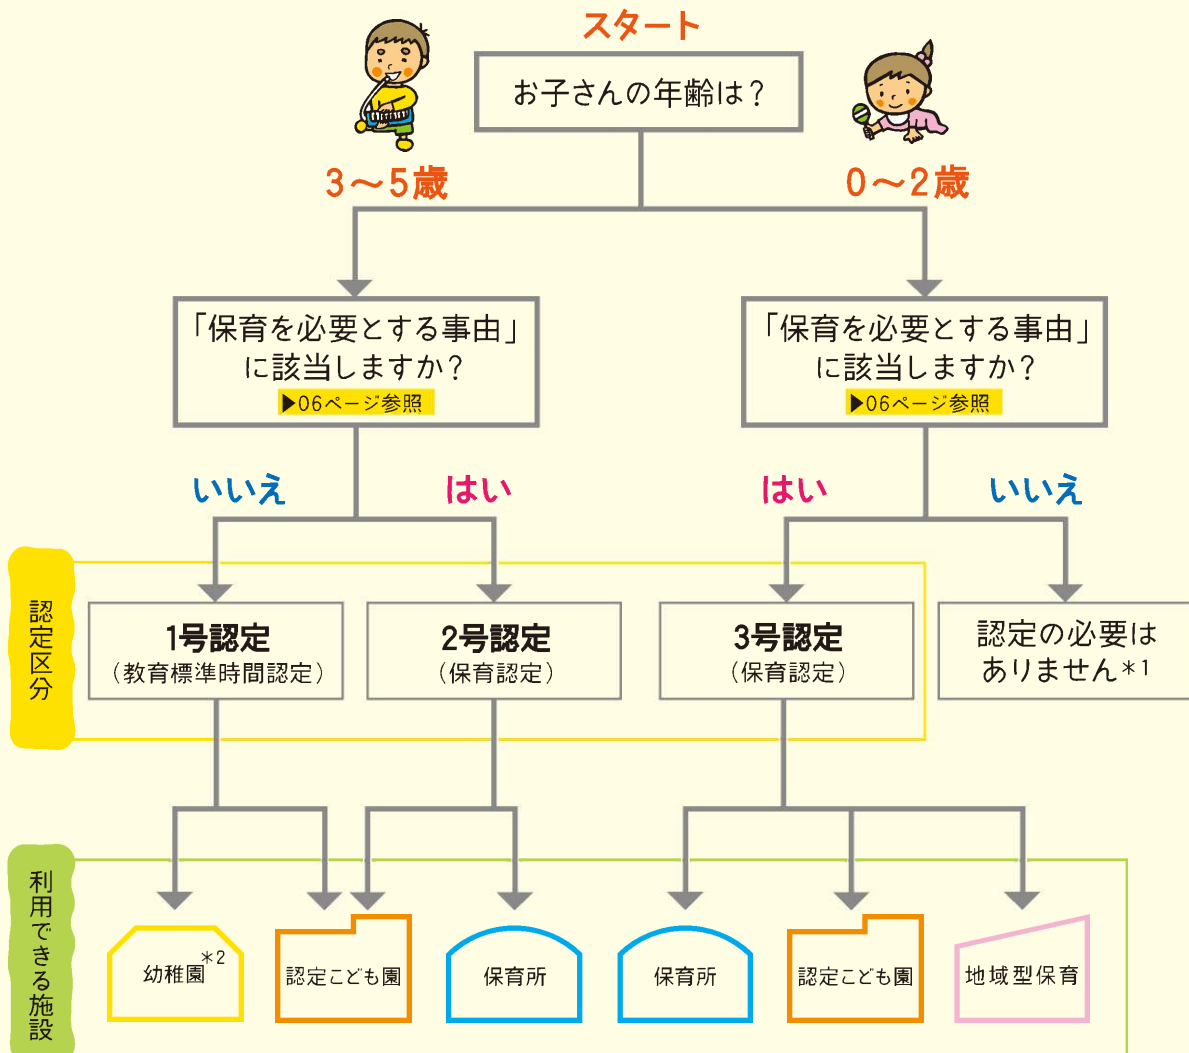 スタート
お子さんの年齢は？
3〜5歳
0〜2歳
「保育を必要とする事由」
に該当しますか？
▶06ページ参照
「保育を必要とする事由」
に該当しますか？
▶06ページ参照
いいえ
はい
はい
いいえ
認定区分
1号認定
（教育標準時間認定）
2号認定
（保育認定）
3号認定
（保育認定）
認定の必要は
ありません＊1
利用できる施設
幼稚園＊2
認定こども園
保育所
保育所
認定こども園
地域型保育